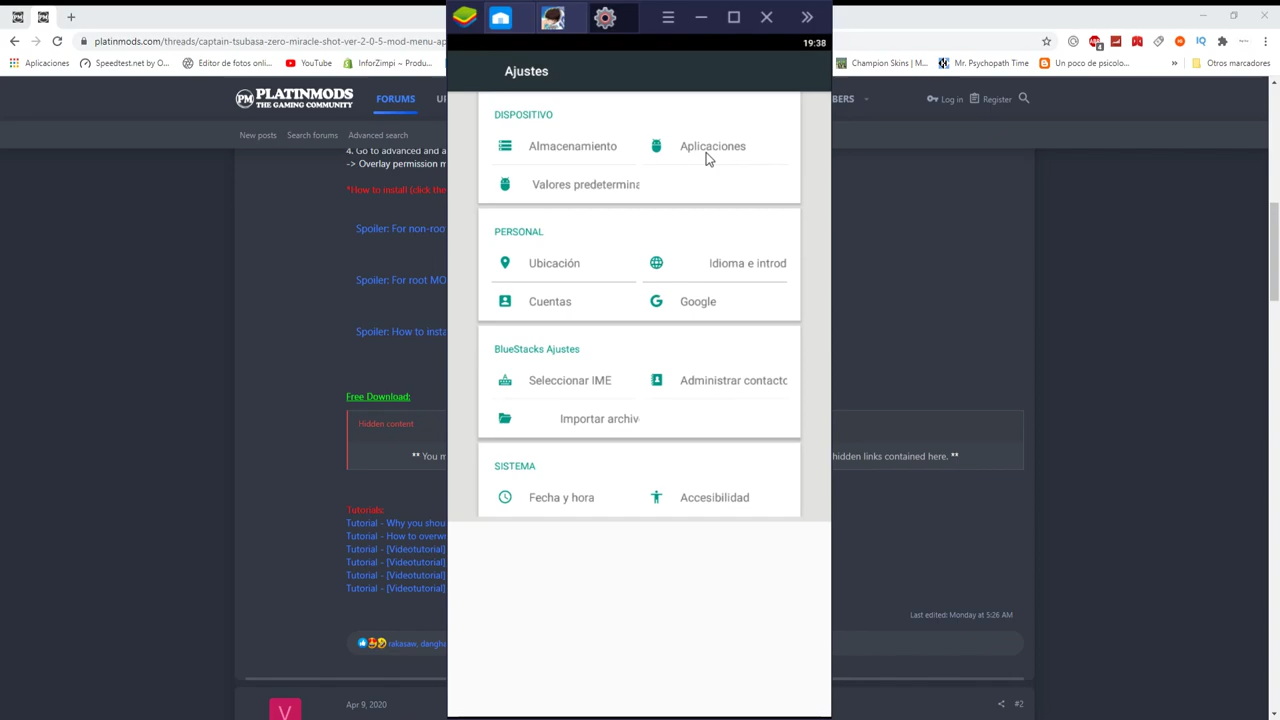 platinmods.com/threads/captain-tsubasa-zero-miracle-shot-ver-2-0-5-mod-menu-ap
Aplicaciones
Speedtest.net by O...
Editor de fotos onli...
YouTube
InforZimpi ~ Produ...
Champion Skins | M...
Mr. Psychopath Time
Un poco de psicolo...
Otros marcadores
PLATINMODS
THE GAMING COMMUNITY
FORUMS
BERS
Log in
Register
New posts
Search forums
Advanced search
4. Go to advanced and a
-> Overlay permission m
*How to install (click the
Spoiler: For non-roo
Spoiler: For root MO
Spoiler: How to insta
Free Download:
Hidden content
** You m
hidden links contained here. **
Tutorials:
Tutorial - Why you shou
Tutorial - How to overwr
Tutorial - [Videotutorial]
Tutorial - [Videotutorial]
Tutorial - [Videotutorial]
Tutorial - [Videotutorial]
Last edited: Monday at 5:26 AM
rakasaw, dangha
V
Apr 9, 2020
#2
19:38
Ajustes
DISPOSITIVO
Almacenamiento
Aplicaciones
Valores predetermina
PERSONAL
Ubicación
Idioma e introd
Cuentas
Google
BlueStacks Ajustes
Seleccionar IME
Administrar contacto
Importar archiv
SISTEMA
Fecha y hora
Accesibilidad